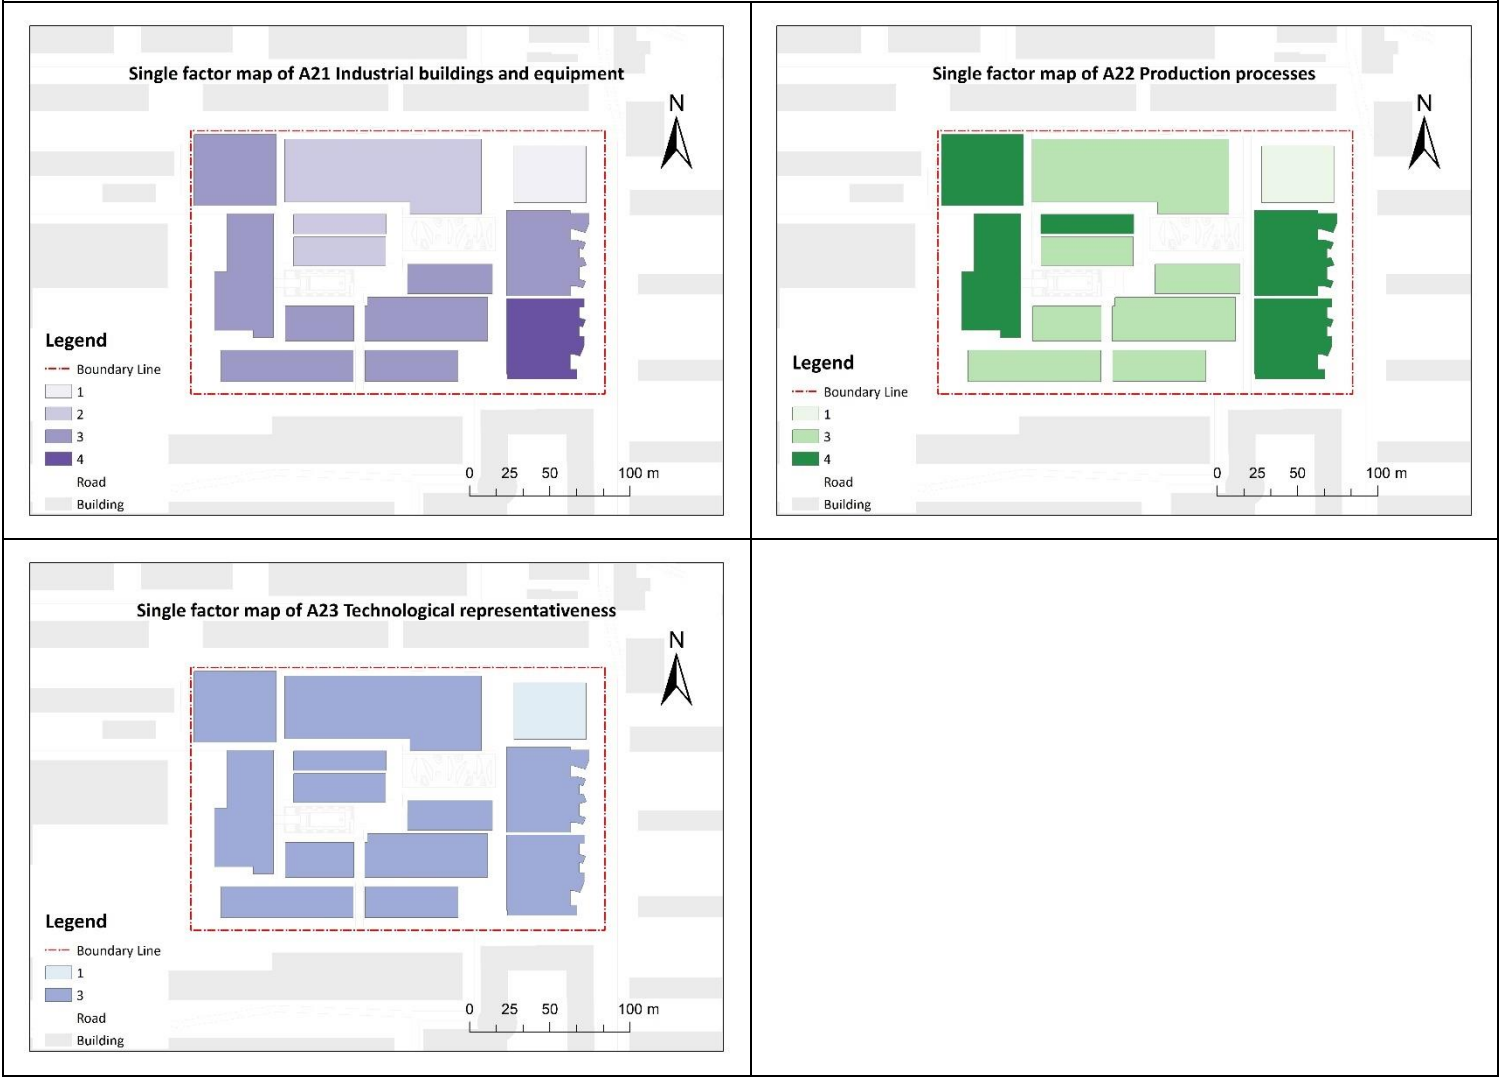 Single factor map of A21 Industrial buildings and equipment
N
Legend
Boundary Line
1
2
3
4
Road
Building
0 25 50 100 m
Single factor map of A22 Production processes
N
Legend
Boundary Line
1
3
4
Road
Building
0 25 50 100 m
Single factor map of A23 Technological representativeness
N
Legend
Boundary Line
1
3
Road
Building
0 25 50 100 m